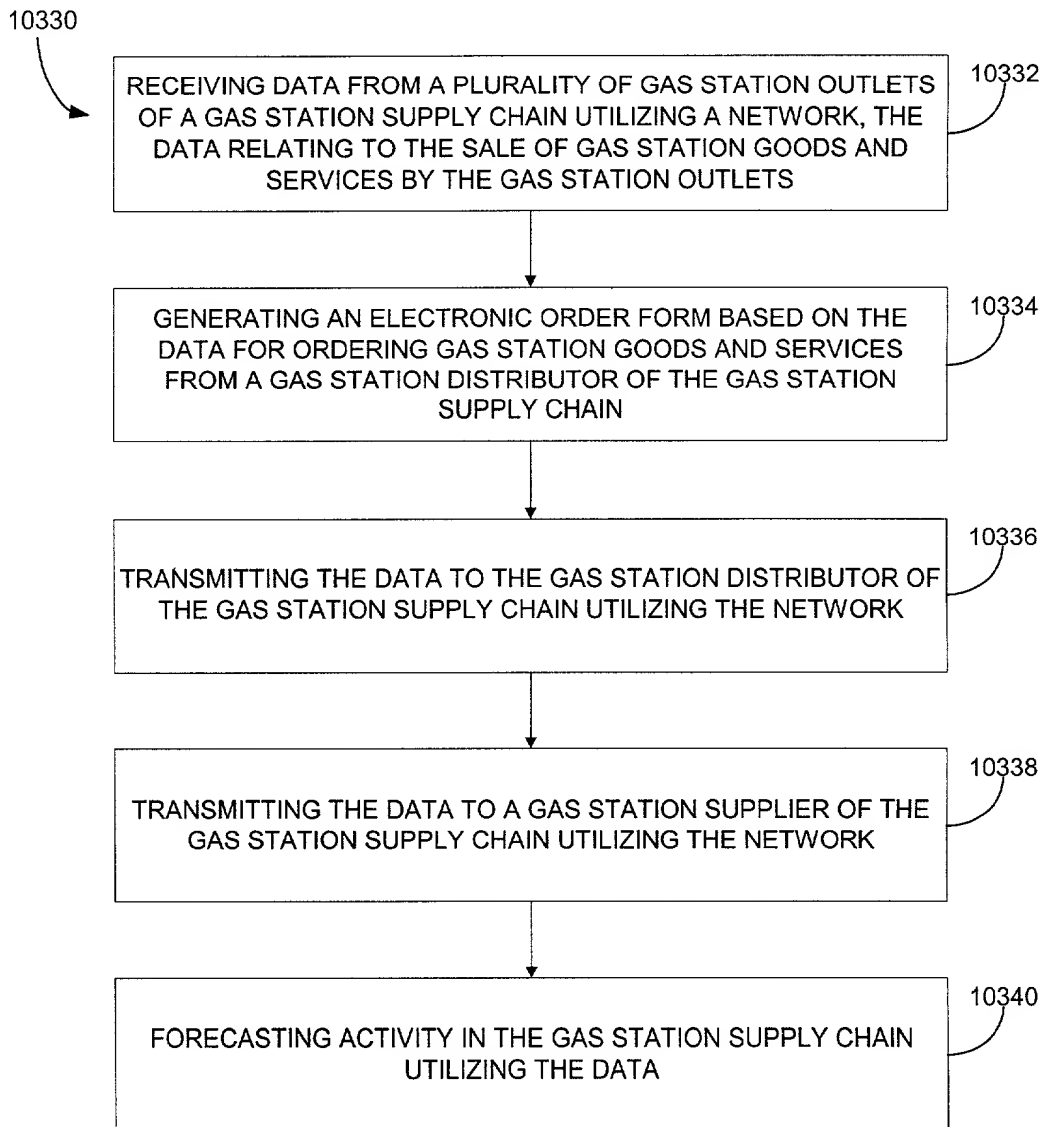 10330
RECEIVING DATA FROM A PLURALITY OF GAS STATION OUTLETS
OF A GAS STATION SUPPLY CHAIN UTILIZING A NETWORK, THE
DATA RELATING TO THE SALE OF GAS STATION GOODS AND
SERVICES BY THE GAS STATION OUTLETS
10332
GENERATING AN ELECTRONIC ORDER FORM BASED ON THE
DATA FOR ORDERING GAS STATION GOODS AND SERVICES
FROM A GAS STATION DISTRIBUTOR OF THE GAS STATION
SUPPLY CHAIN
10334
TRANSMITTING THE DATA TO THE GAS STATION DISTRIBUTOR OF
THE GAS STATION SUPPLY CHAIN UTILIZING THE NETWORK
10336
TRANSMITTING THE DATA TO A GAS STATION SUPPLIER OF THE
GAS STATION SUPPLY CHAIN UTILIZING THE NETWORK
10338
FORECASTING ACTIVITY IN THE GAS STATION SUPPLY CHAIN
UTILIZING THE DATA
10340